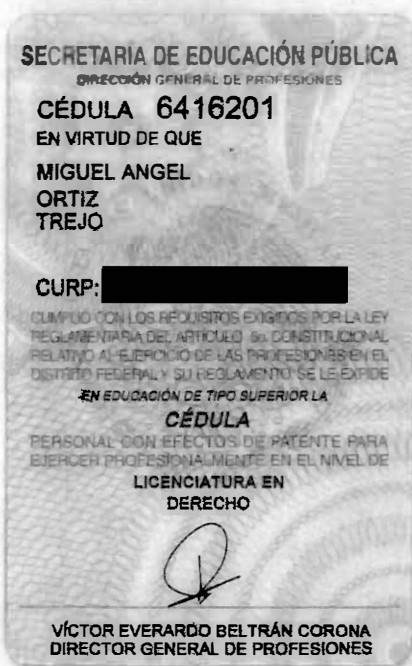 SECRETARIA DE EDUCACIÓN PÚBLICA
DIRECCIÓN GENERAL DE PROFESIONES
CÉDULA 6416201
EN VIRTUD DE QUE
MIGUEL ANGEL
ORTIZ
TREJO
CURP:
CUMPLIO CON LOS REQUISITOS EXIGIDOS POR LA LEY
REGLAMENTARIA DEL ARTICULO 5o. CONSTITUCIONAL
RELATIVO AL EJERCICIO DE LAS PROFESIONES EN EL
DISTRITO FEDERAL Y SU REGLAMENTO SE LE EXPIDE
EN EDUCACIÓN DE TIPO SUPERIOR LA
CÉDULA
PERSONAL CON EFECTOS DE PATENTE PARA
EJERCER PROFESIONALMENTE EN EL NIVEL DE
LICENCIATURA EN
DERECHO
VÍCTOR EVERARDO BELTRÁN CORONA
DIRECTOR GENERAL DE PROFESIONES